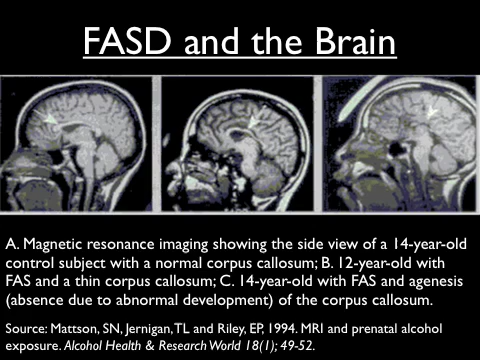 FASD and the Brain
A. Magnetic resonance imaging showing the side view of a 14-year-old
control subject with a normal corpus callosum; B. 12-year-old with
FAS and a thin corpus callosum; C. 14-year-old with FAS and agenesis
(absence due to abnormal development) of the corpus callosum.
Source: Mattson, SN, Jernigan, TL and Riley, EP, 1994. MRI and prenatal alcohol
exposure. Alcohol Health & Research World 18(1); 49-52.